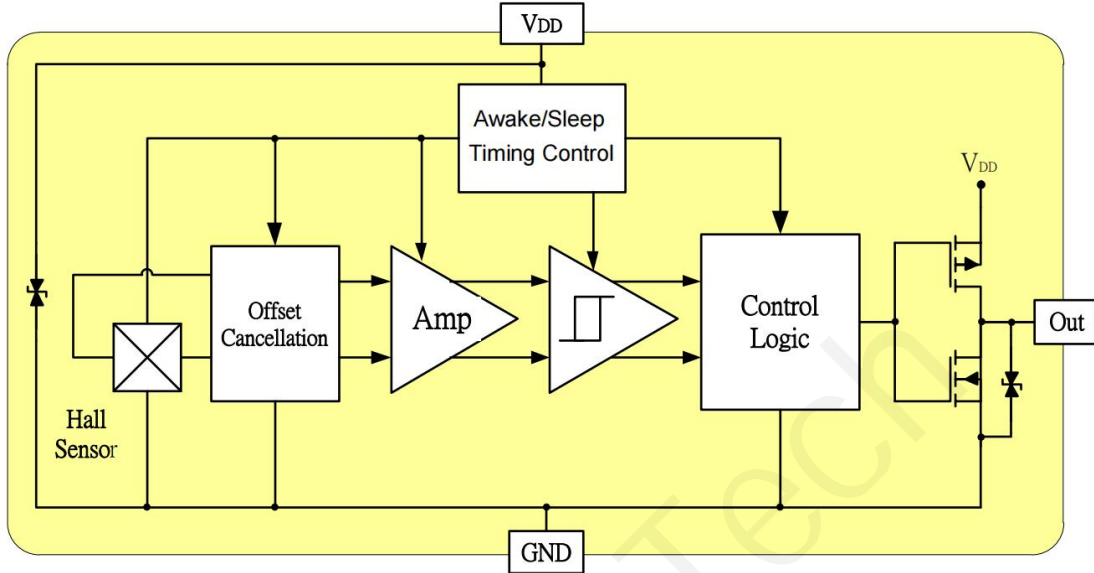 VDD
Awake/Sleep
Timing Control
VDD
Offset
Cancellation
Amp
Control
Logic
Out
Hall
Sensor
GND
Tech